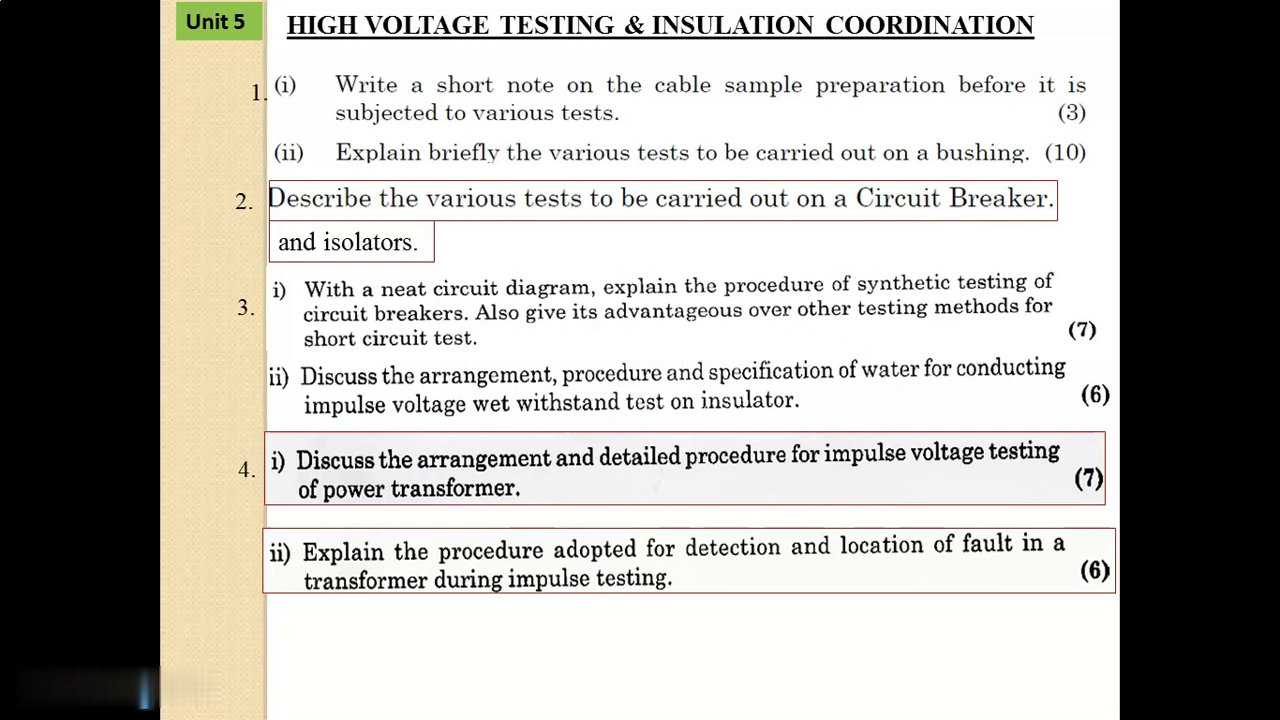 Unit 5
HIGH VOLTAGE TESTING & INSULATION COORDINATION
1. (i) Write a short note on the cable sample preparation before it is
subjected to various tests. (3)
(ii) Explain briefly the various tests to be carried out on a bushing. (10)
2. Describe the various tests to be carried out on a Circuit Breaker.
and isolators.
3. i) With a neat circuit diagram, explain the procedure of synthetic testing of
circuit breakers. Also give its advantageous over other testing methods for
short circuit test. (7)
ii) Discuss the arrangement, procedure and specification of water for conducting
impulse voltage wet withstand test on insulator. (6)
4. i) Discuss the arrangement and detailed procedure for impulse voltage testing
of power transformer. (7)
ii) Explain the procedure adopted for detection and location of fault in a
transformer during impulse testing. (6)